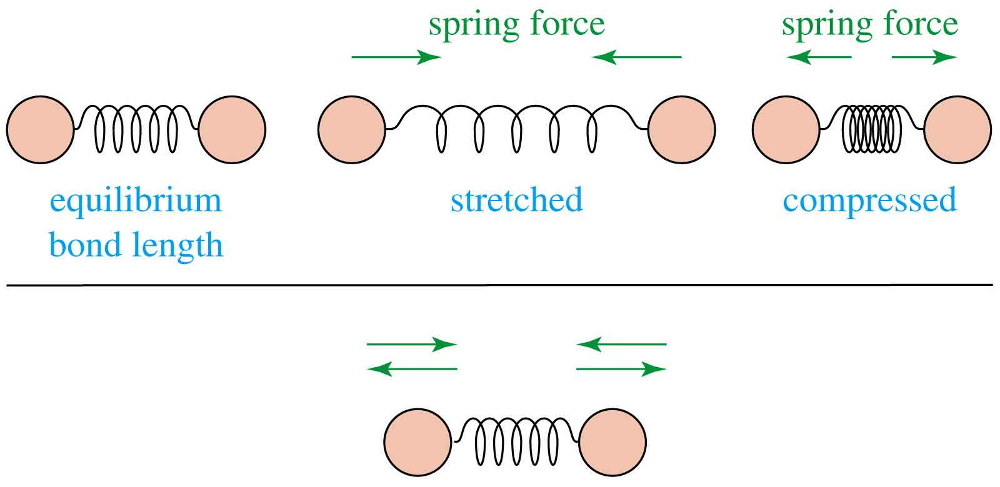 spring force
spring force
equilibrium
bond length
stretched
compressed